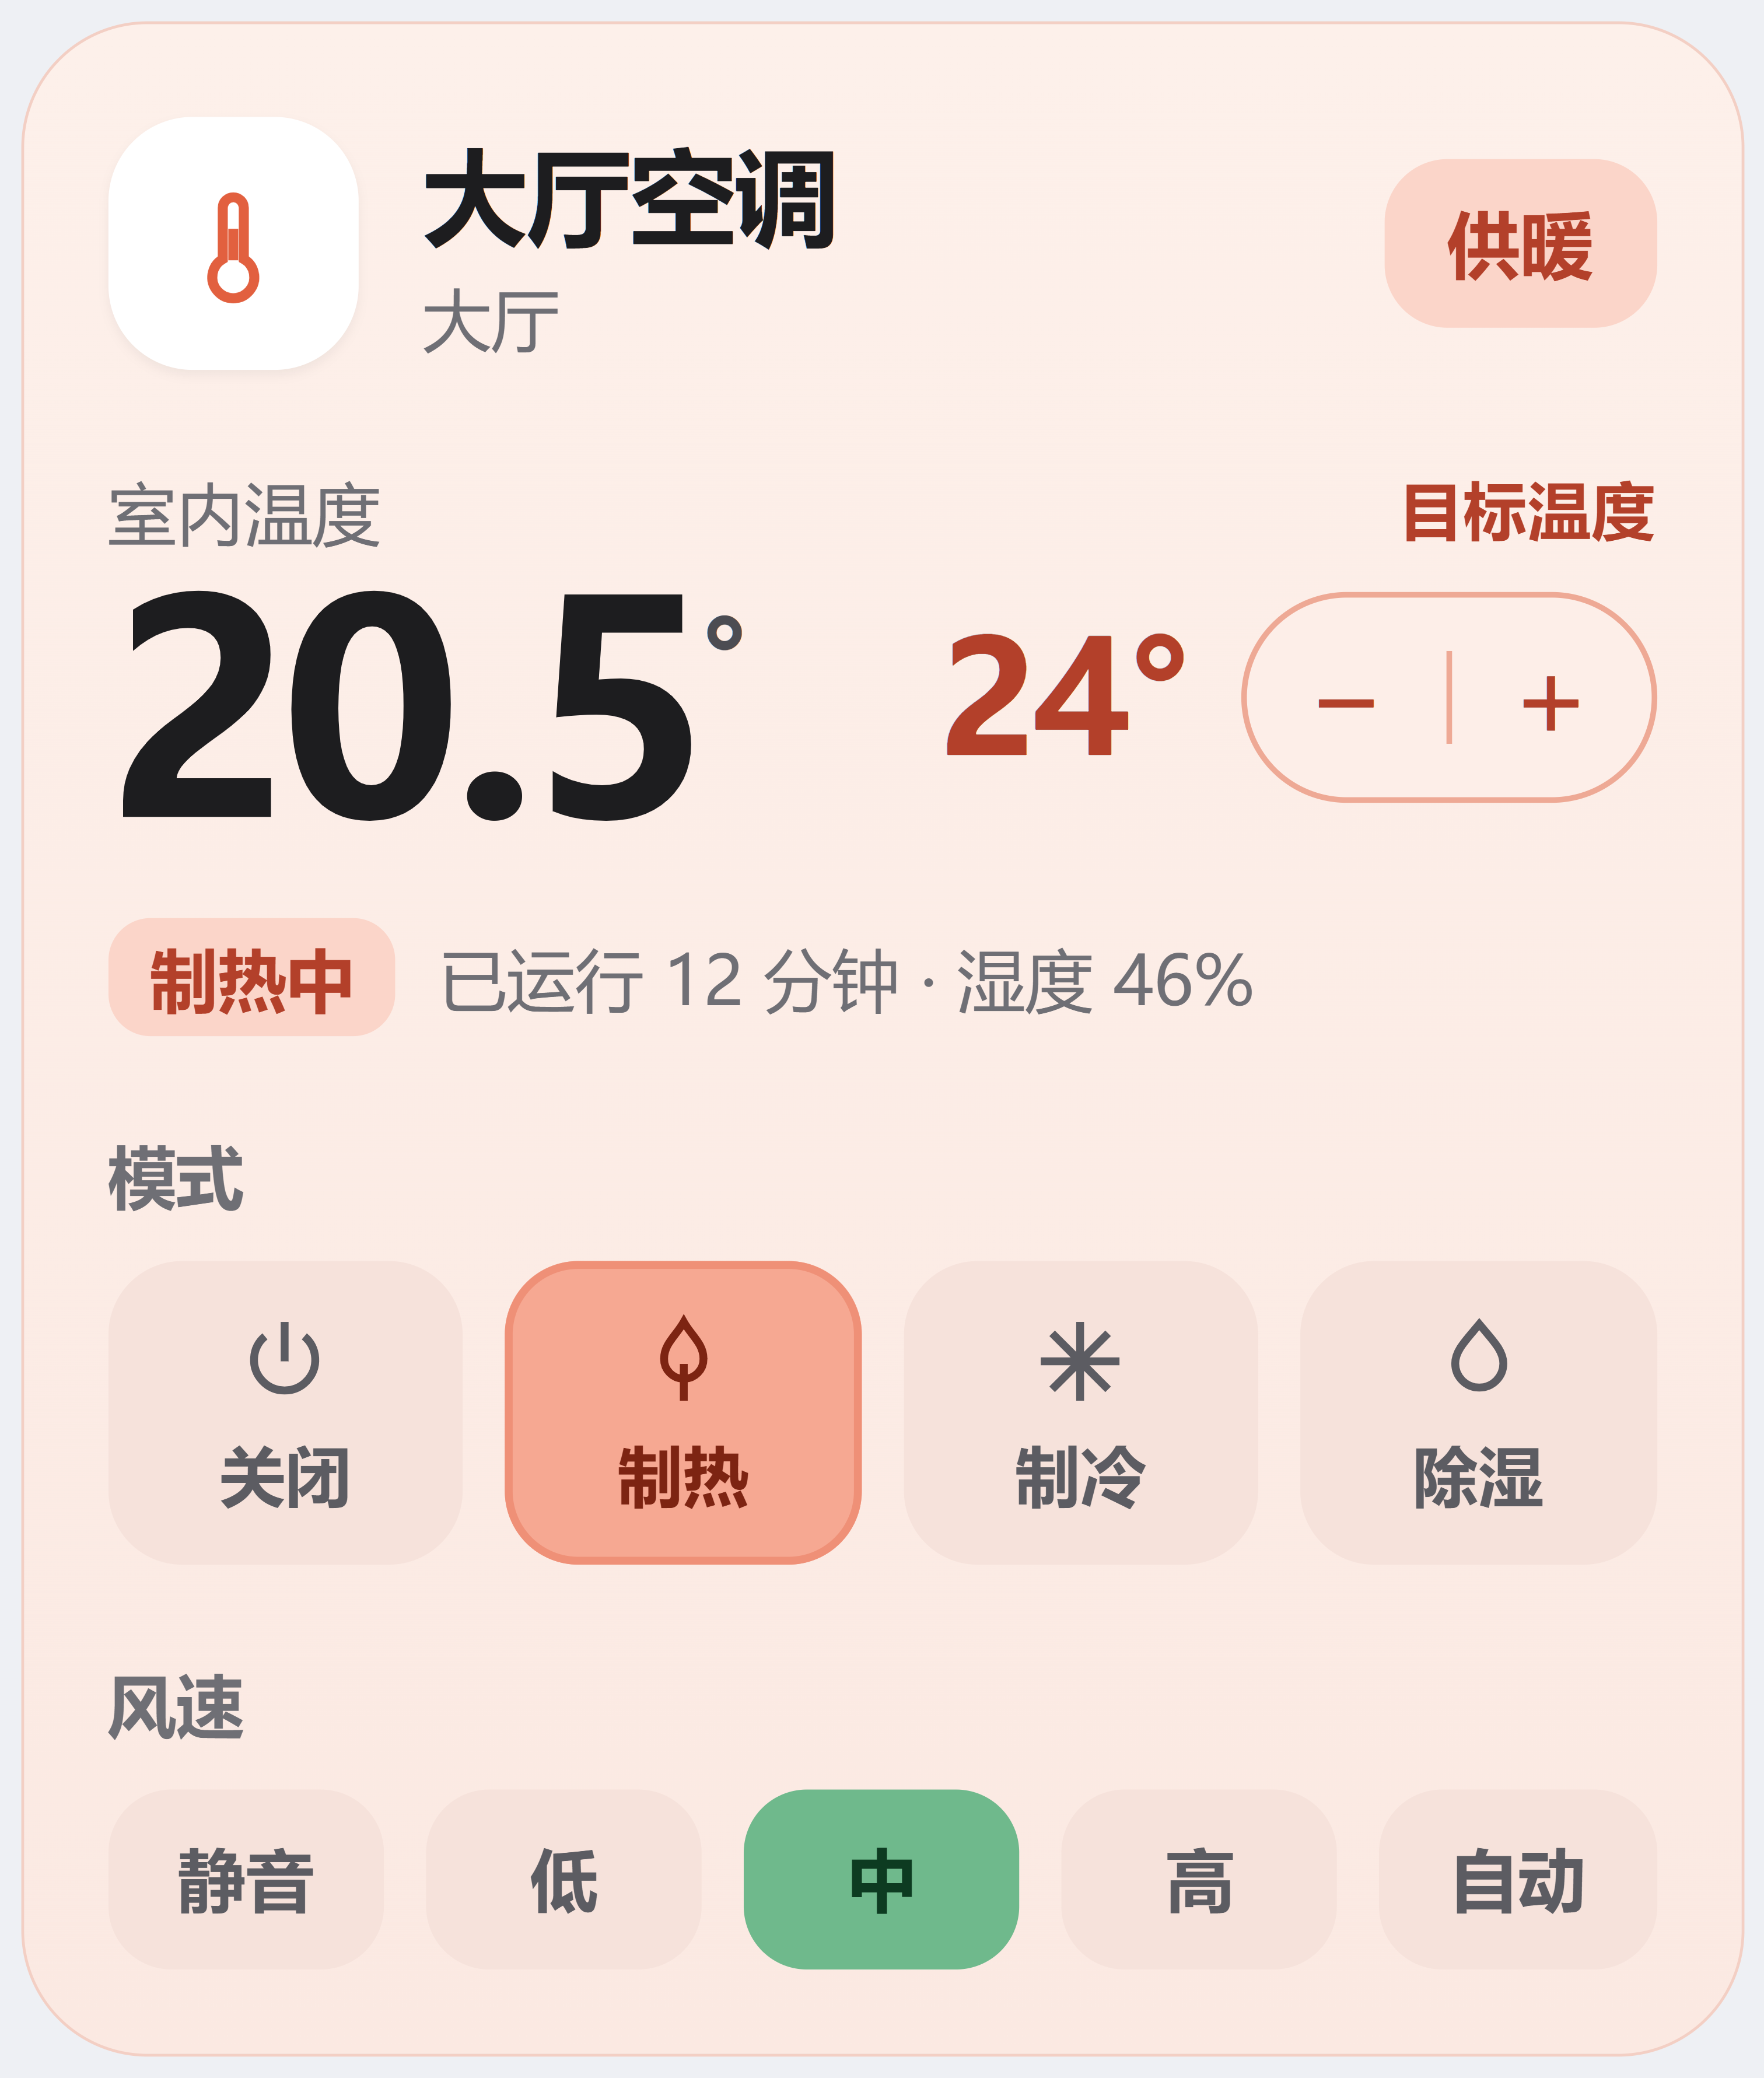 大厅空调
大厅
供暖
室内温度
目标温度
20.5°
24° − | +
制热中 已运行 12 分钟 · 湿度 46%
模式
关闭 制热 制冷 除湿
风速
静音 低 中 高 自动